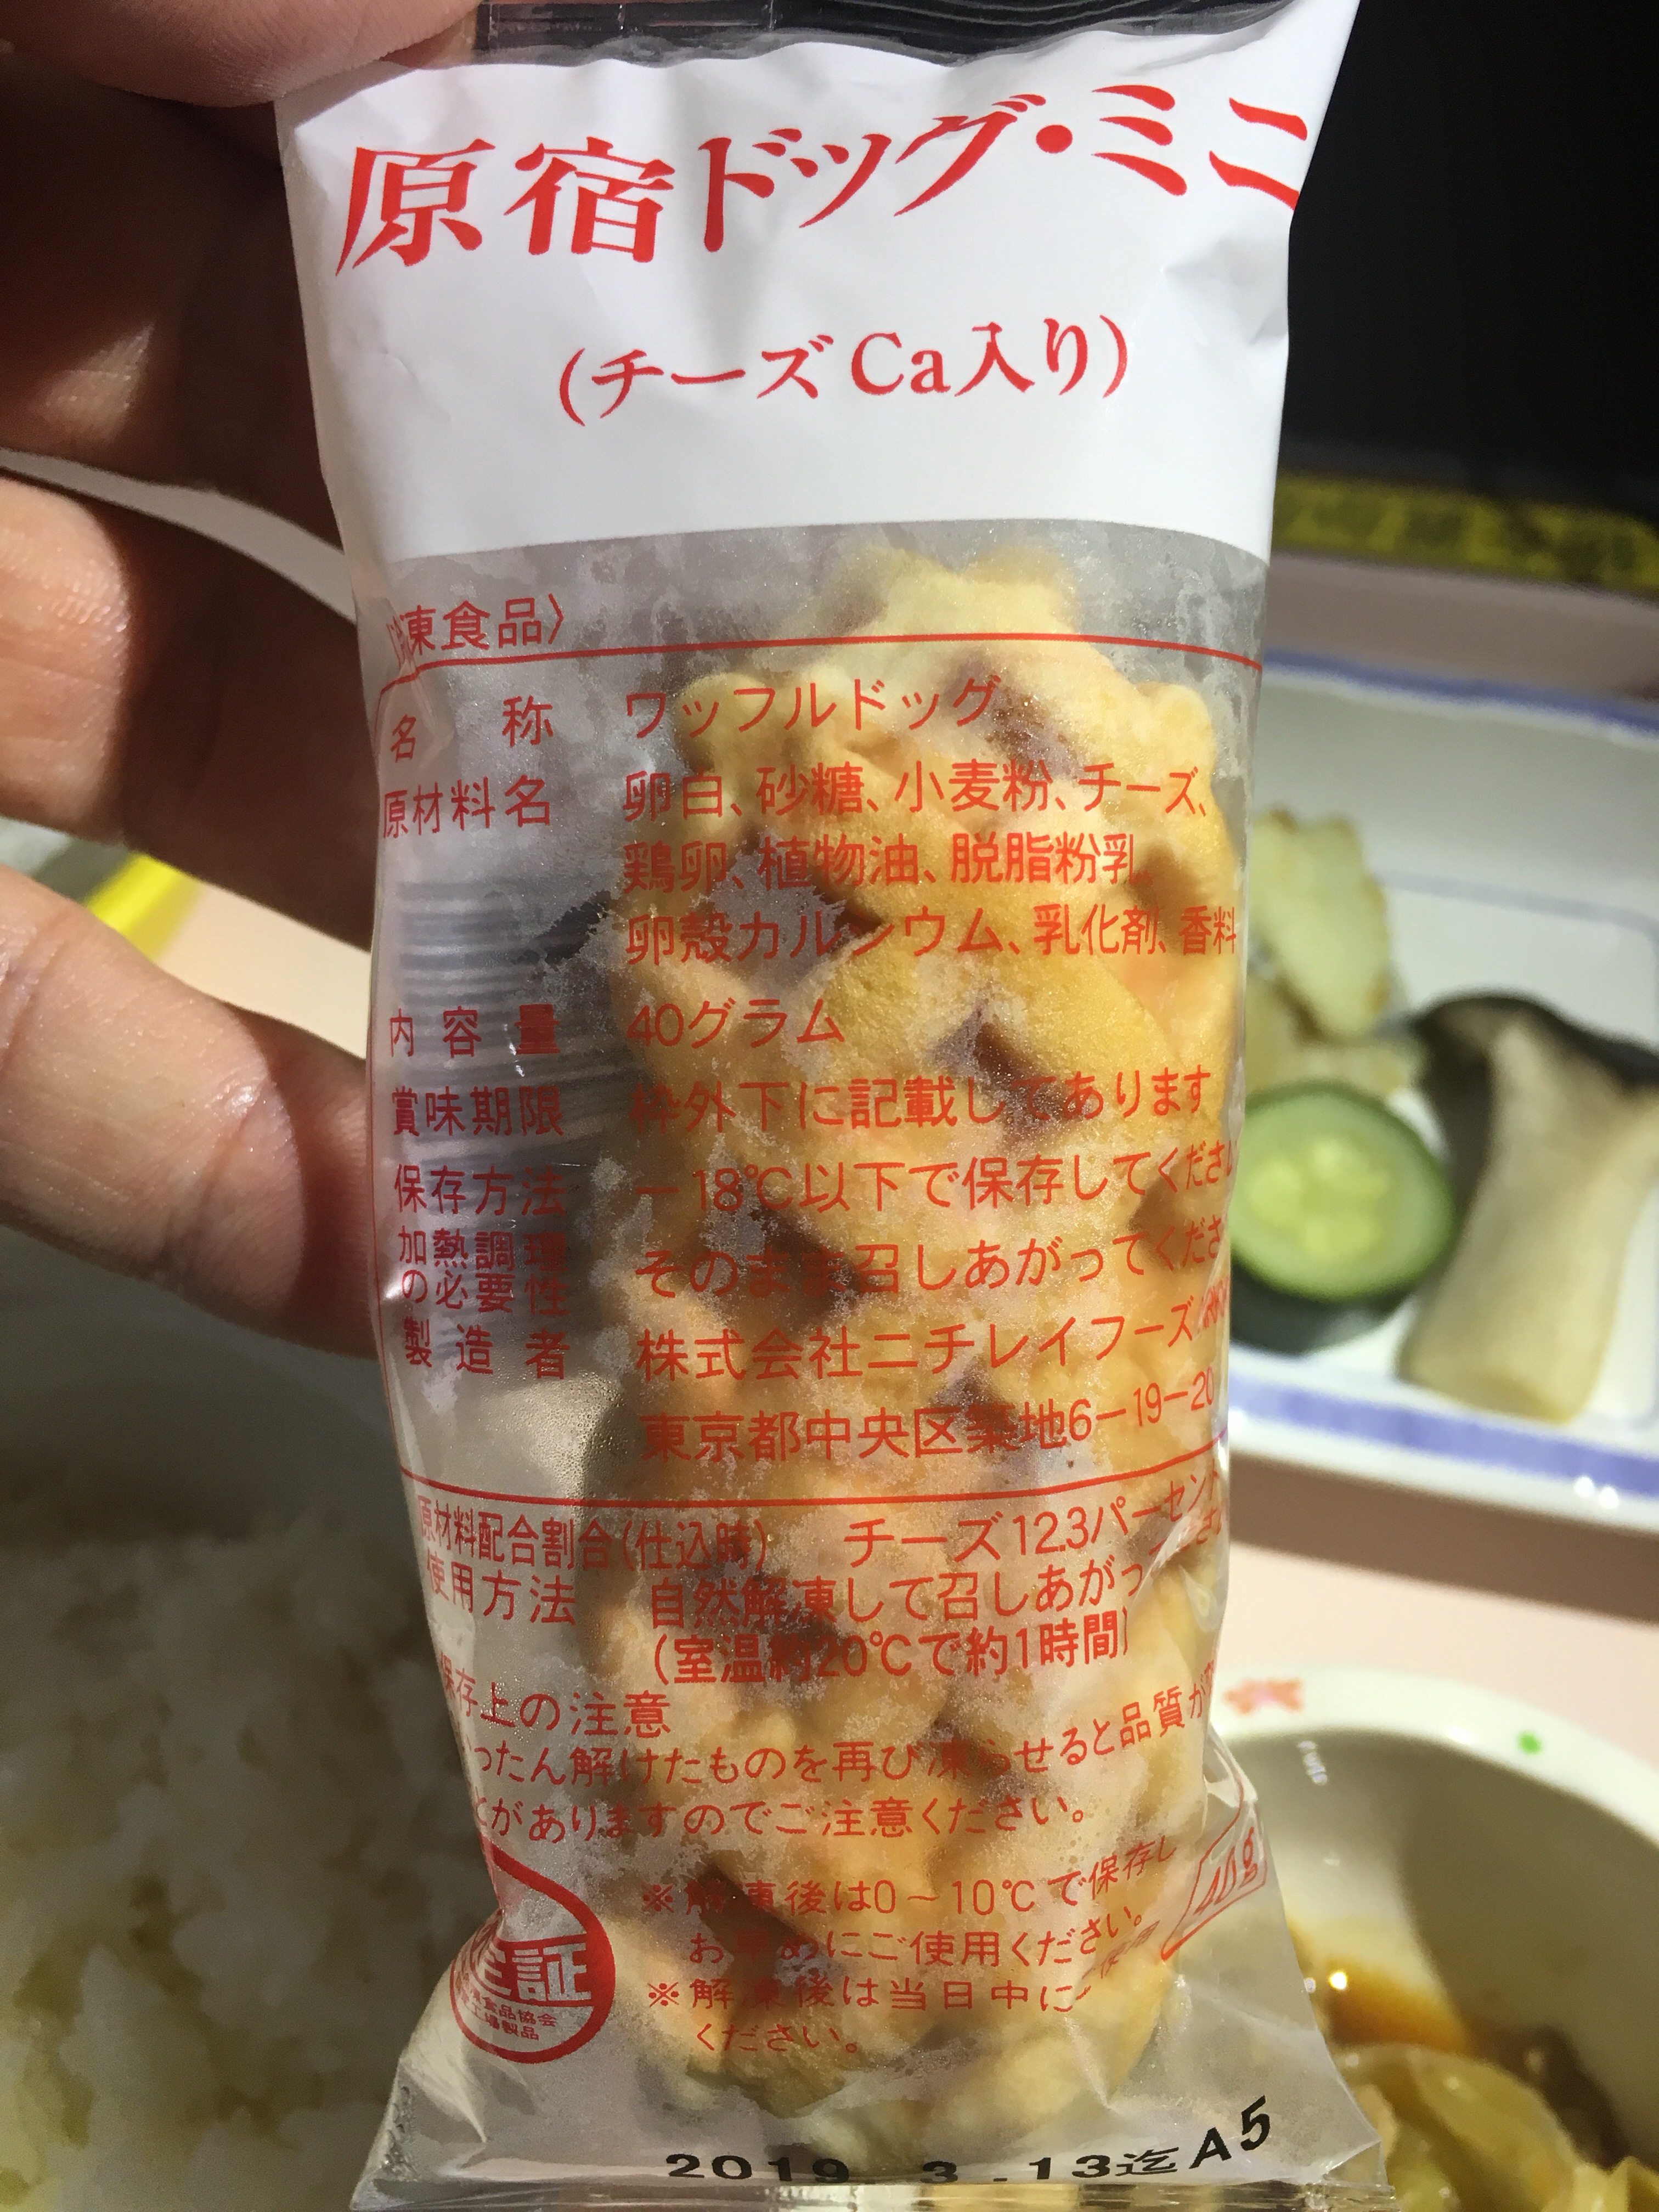 原宿ドッグ・ミニ
(チーズCa入り)
凍食品〉
名称 ワッフルドッグ
原材料名 卵白、砂糖、小麦粉、チーズ、
鶏卵、植物油、脱脂粉乳、
卵殻カルシウム、乳化剤、香料
内容量 40グラム
賞味期限 枠外下に記載してあります
保存方法 −18℃以下で保存してくださ
加熱調理の必要性 そのまま召しあがってくださ
製造者 株式会社ニチレイフーズ
東京都中央区築地6−19−20
原材料配合割合(仕込時) チーズ12.3パーセント
使用方法 自然解凍して召しあがっ
(室温約20℃で約1時間)
保存上の注意
ったん解けたものを再び凍らせると品質が
とがありますのでご注意ください。
※解凍後は0~10℃で保存し
お早めにご使用ください。
※解凍後は当日中に
ください。
40g
証
食品協会
製品
2019.3.13迄 A5